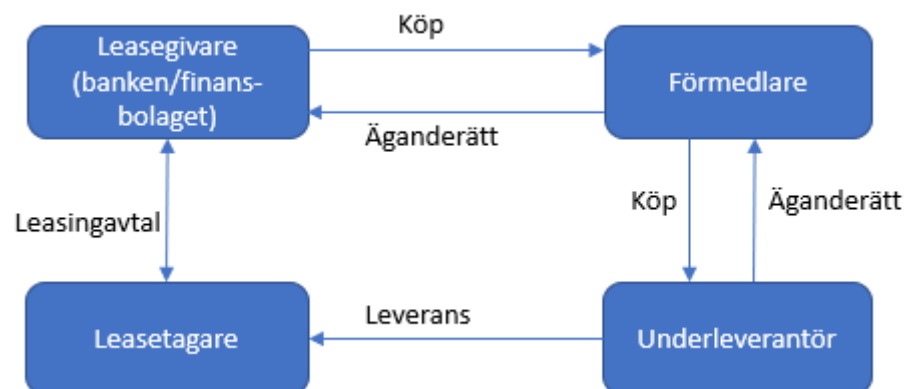 Köp
Leasegivare
(banken/finans-
bolaget)
Förmedlare
Äganderätt
Leasingavtal
Köp
Äganderätt
Leverans
Leasetagare
Underleverantör